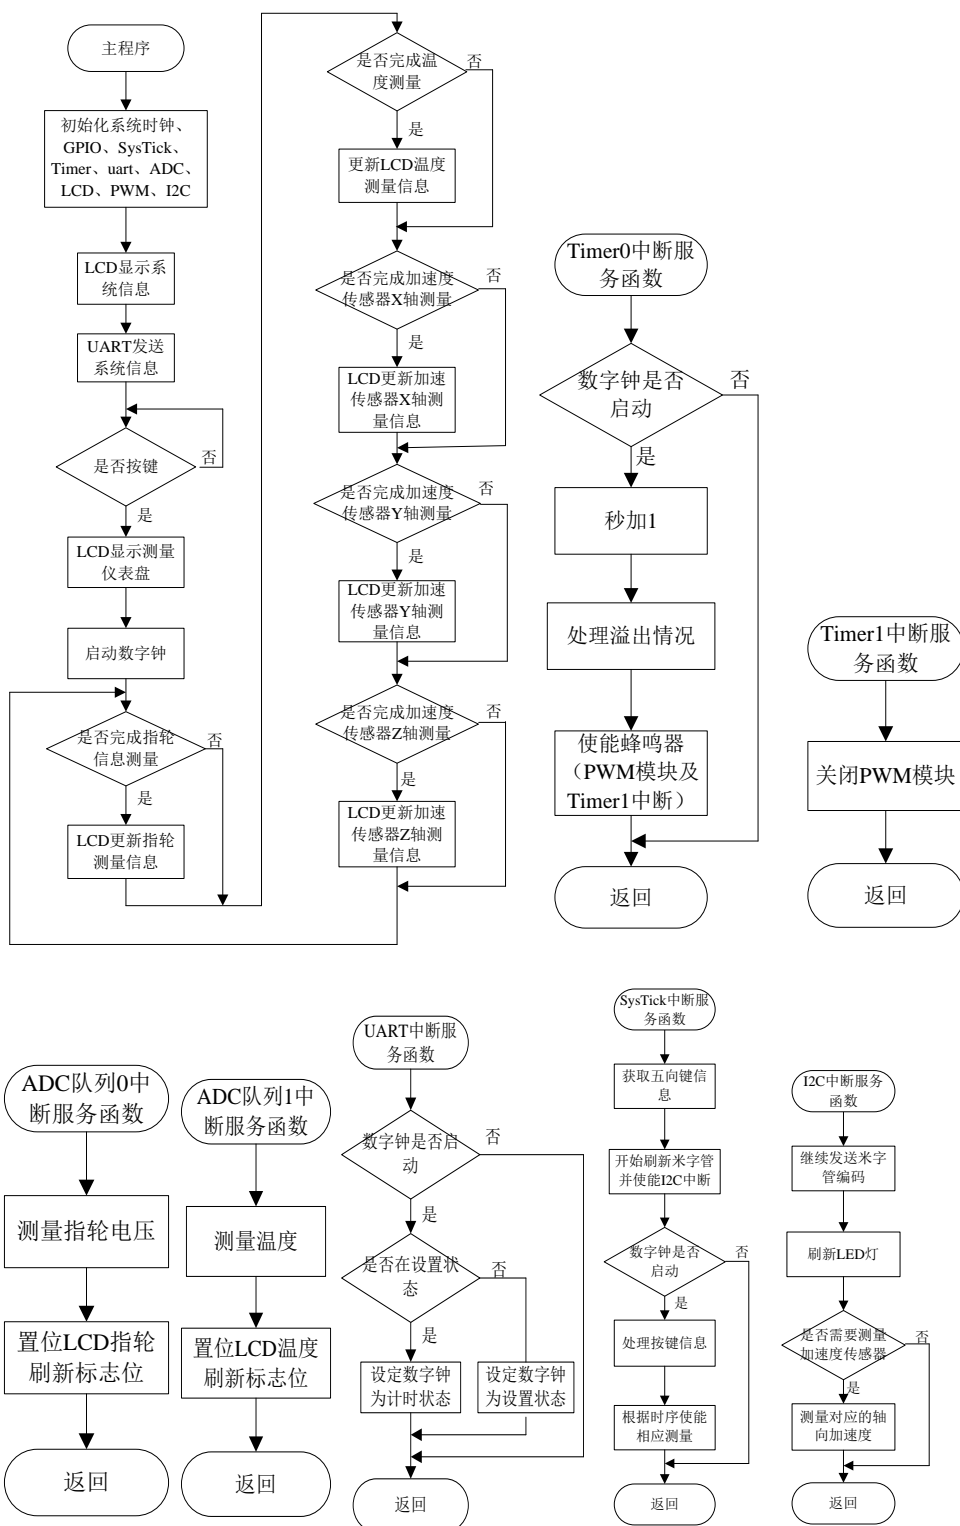 主程序
初始化系统时钟、
GPIO、SysTick、
Timer、uart、ADC、
LCD、PWM、I2C
LCD显示系
统信息
UART发送
系统信息
是否按键
否
是
LCD显示测量
仪表盘
启动数字钟
是否完成指轮
信息测量
否
是
LCD更新指轮
测量信息
是否完成温
度测量
否
是
更新LCD温度
测量信息
是否完成加速度
传感器X轴测量
否
是
LCD更新加速
传感器X轴测
量信息
是否完成加速度
传感器Y轴测量
否
是
LCD更新加速
传感器Y轴测
量信息
是否完成加速度
传感器Z轴测量
否
是
LCD更新加速
传感器Z轴测
量信息
Timer0中断服
务函数
数字钟是否
启动
否
是
秒加1
处理溢出情况
使能蜂鸣器
（PWM模块及
Timer1中断）
返回
Timer1中断服
务函数
关闭PWM模块
返回
ADC队列0中
断服务函数
测量指轮电压
置位LCD指轮
刷新标志位
返回
ADC队列1中
断服务函数
测量温度
置位LCD温度
刷新标志位
返回
UART中断服
务函数
数字钟是否启
动
否
是
是否在设置状
态
否
是
设定数字钟
为计时状态
设定数字钟
为设置状态
返回
SysTick中断服
务函数
获取五向键信
息
开始刷新米字管
并使能I2C中断
数字钟是否
启动
否
是
处理按键信息
根据时序使能
相应测量
返回
I2C中断服务
函数
继续发送米字
管编码
刷新LED灯
是否需要测量
加速度传感器
否
是
测量对应的轴
向加速度
返回